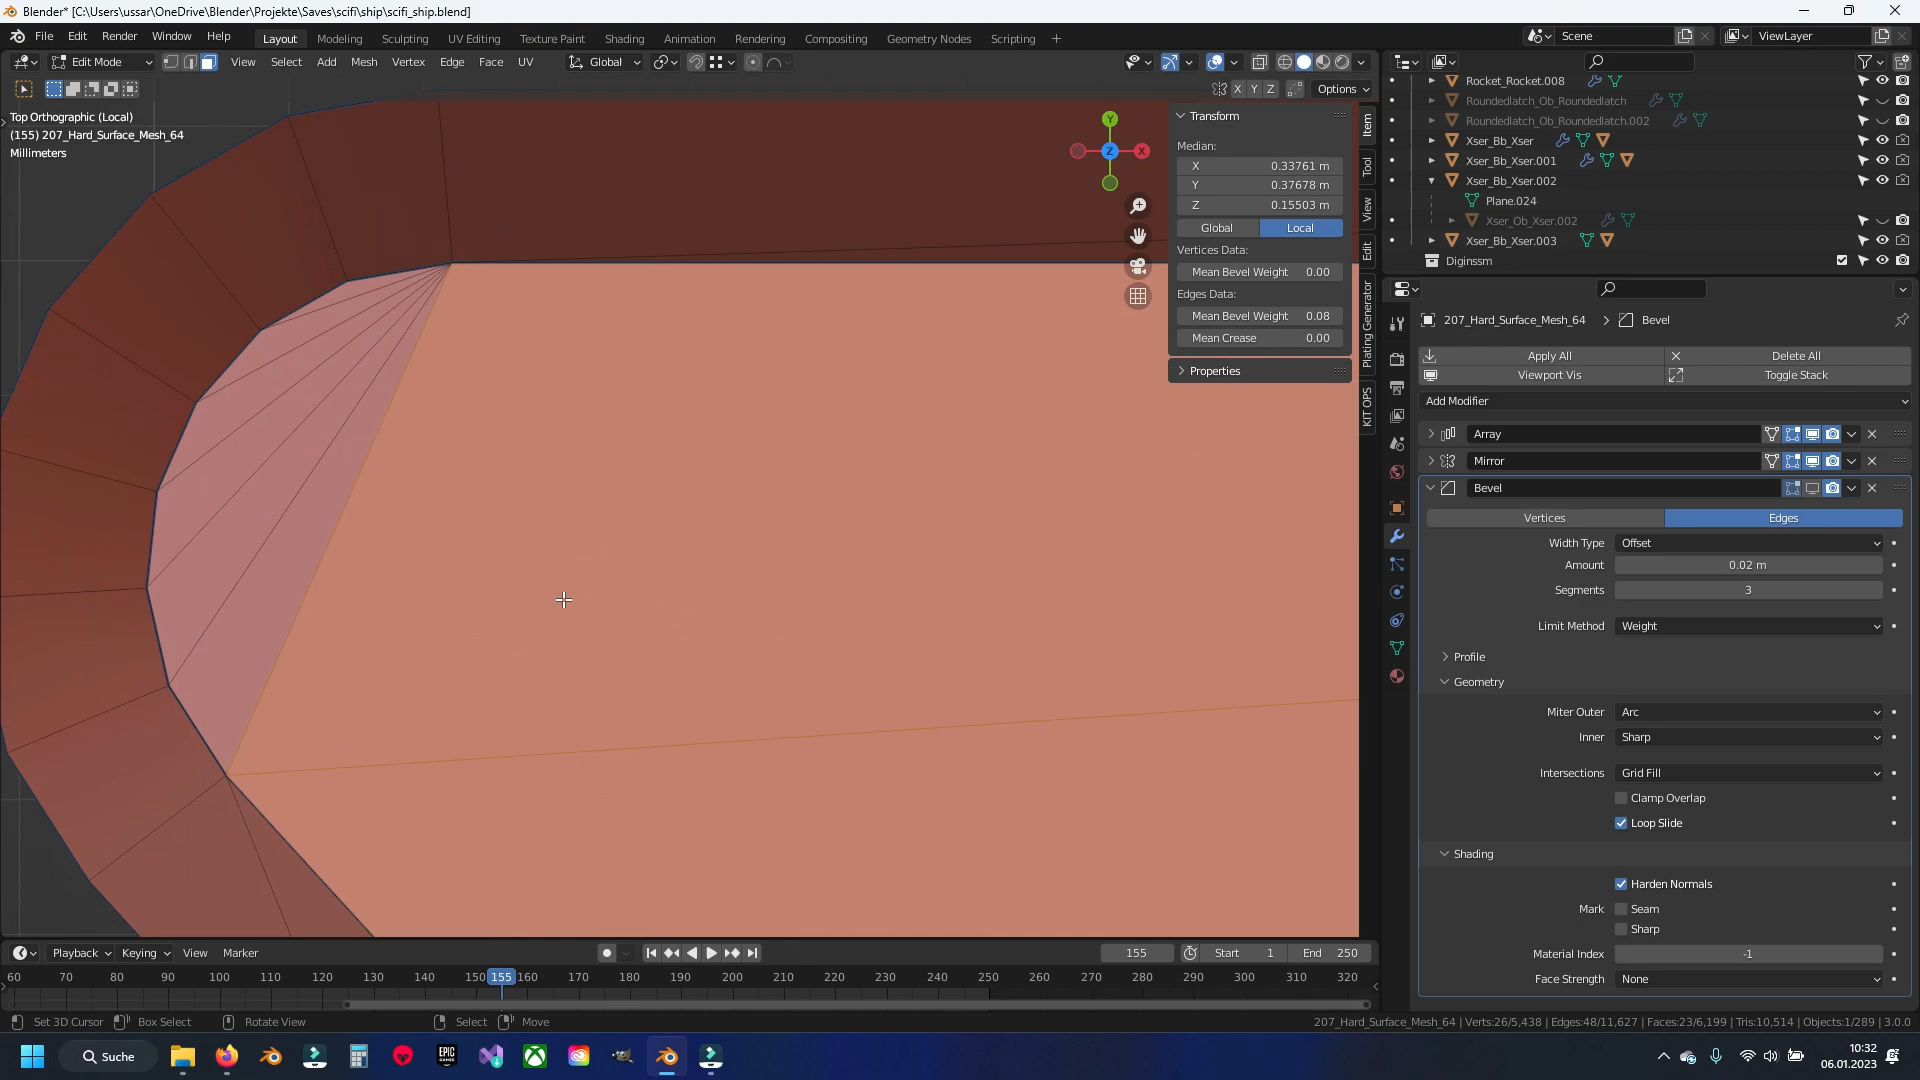 Blender* [C:\Users\ussar\OneDrive\Blender\Projekte\Saves\scifi\ship\scifi_ship.blend]
File Edit Render Window Help
Layout Modeling Sculpting UV Editing Texture Paint Shading Animation Rendering Compositing Geometry Nodes Scripting +
Scene
ViewLayer
Edit Mode
View Select Add Mesh Vertex Edge Face UV
Global
X Y Z
Options
Top Orthographic (Local)
(155) 207_Hard_Surface_Mesh_64
Millimeters
Y
Z X
Transform
Median:
X 0.33761 m
Y 0.37678 m
Z 0.15503 m
Global Local
Vertices Data:
Mean Bevel Weight 0.00
Edges Data:
Mean Bevel Weight 0.08
Mean Crease 0.00
Properties
Item
Tool
View
Edit
Plating Generator
KIT OPS
Rocket_Rocket.008
Roundedlatch_Ob_Roundedlatch
Roundedlatch_Ob_Roundedlatch.002
Xser_Bb_Xser
Xser_Bb_Xser.001
Xser_Bb_Xser.002
Plane.024
Xser_Ob_Xser.002
Xser_Bb_Xser.003
Diginssm
207_Hard_Surface_Mesh_64 > Bevel
Apply All Delete All
Viewport Vis Toggle Stack
Add Modifier
Array
Mirror
Bevel
Vertices Edges
Width Type Offset
Amount 0.02 m
Segments 3
Limit Method Weight
Profile
Geometry
Miter Outer Arc
Inner Sharp
Intersections Grid Fill
Clamp Overlap
Loop Slide
Shading
Harden Normals
Mark Seam
Sharp
Material Index -1
Face Strength None
Playback Keying View Marker
155
Start 1
End 250
60 70 80 90 100 110 120 130 140 150 155 160 170 180 190 200 210 220 230 240 250 260 270 280 290 300 310 320
Set 3D Cursor Box Select Rotate View Select Move
207_Hard_Surface_Mesh_64 | Verts:26/5,438 | Edges:48/11,627 | Faces:23/6,199 | Tris:10,514 | Objects:1/289 | 3.0.0
Suche
EPIC GAMES
10:32
06.01.2023